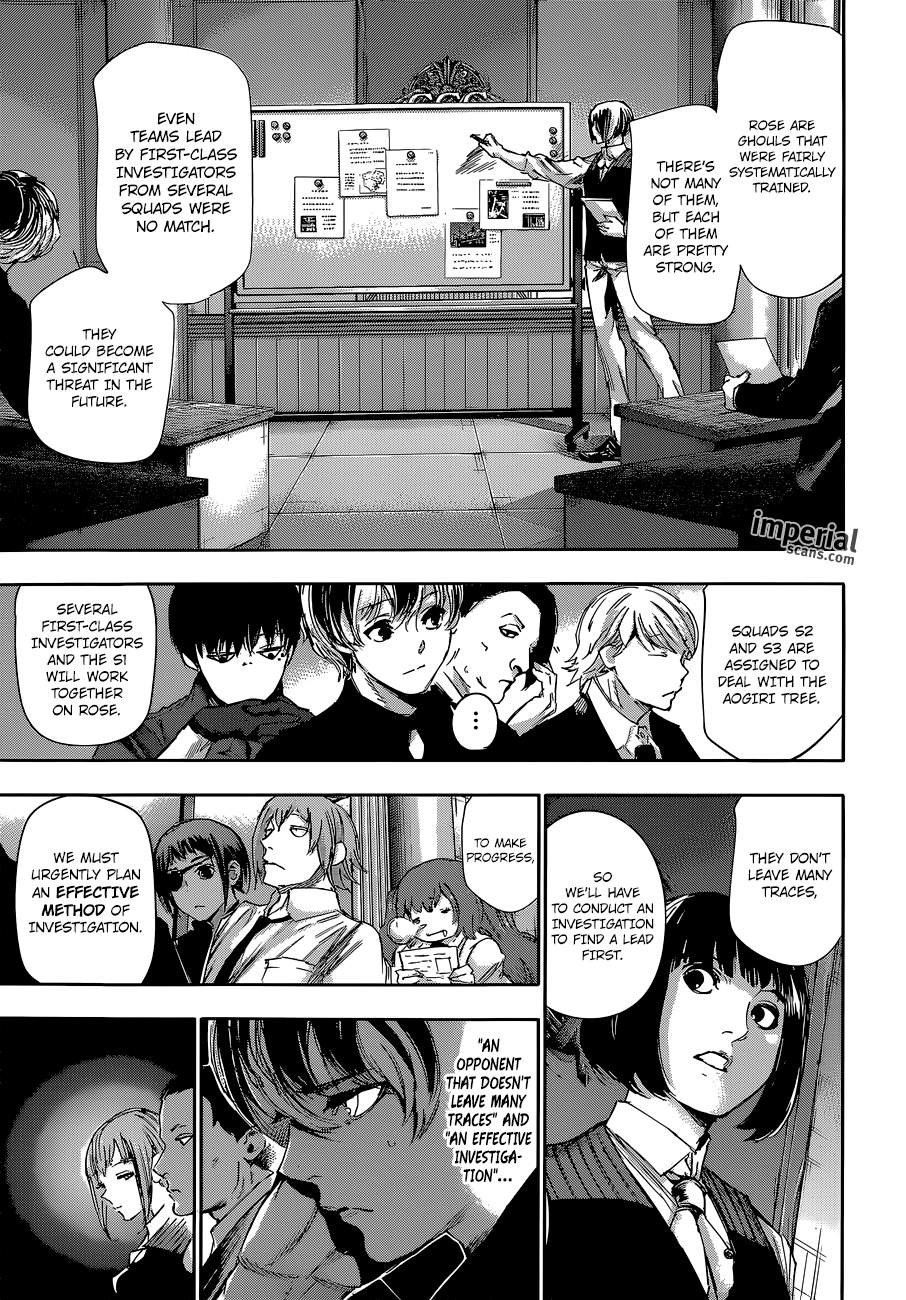 ROSE ARE
GHOULS THAT
WERE FAIRLY
SYSTEMATICALLY
TRAINED.
THERE'S
NOT MANY
OF THEM,
BUT EACH
OF THEM
ARE PRETTY
STRONG.
EVEN
TEAMS LEAD
BY FIRST-CLASS
INVESTIGATORS
FROM SEVERAL
SQUADS WERE
NO MATCH.
THEY
COULD BECOME
A SIGNIFICANT
THREAT IN THE
FUTURE.
imperial
scans.com
SQUADS S2
AND S3 ARE
ASSIGNED TO
DEAL WITH THE
AOGIRI TREE.
...
SEVERAL
FIRST-CLASS
INVESTIGATORS
AND THE S1
WILL WORK
TOGETHER
ON ROSE.
THEY DON'T
LEAVE MANY
TRACES,
SO
WE'LL HAVE
TO CONDUCT AN
INVESTIGATION
TO FIND A LEAD
FIRST.
TO MAKE
PROGRESS,
WE MUST
URGENTLY PLAN
AN EFFECTIVE
METHOD OF
INVESTIGATION.
"AN
OPPONENT
THAT DOESN'T
LEAVE MANY
TRACES" AND
"AN EFFECTIVE
INVESTIGA-
TION"...